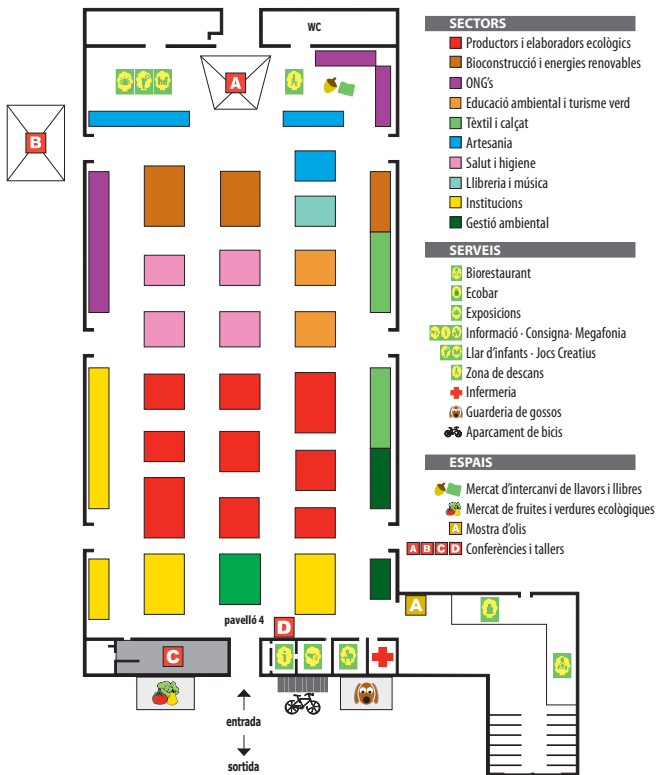 WC
A
B
pavelló 4
D
A
C
entrada
sortida
SECTORS
Productors i elaboradors ecològics
Bioconstrucció i energies renovables
ONG's
Educació ambiental i turisme verd
Tèxtil i calçat
Artesania
Salut i higiene
Llibreria i música
Institucions
Gestió ambiental
SERVEIS
Biorestaurant
Ecobar
Exposicions
Informació · Consigna· Megafonia
Llar d'infants · Jocs Creatius
Zona de descans
Infermeria
Guarderia de gossos
Aparcament de bicis
ESPAIS
Mercat d'intercanvi de llavors i llibres
Mercat de fruites i verdures ecològiques
A Mostra d'olis
A B C D Conferències i tallers